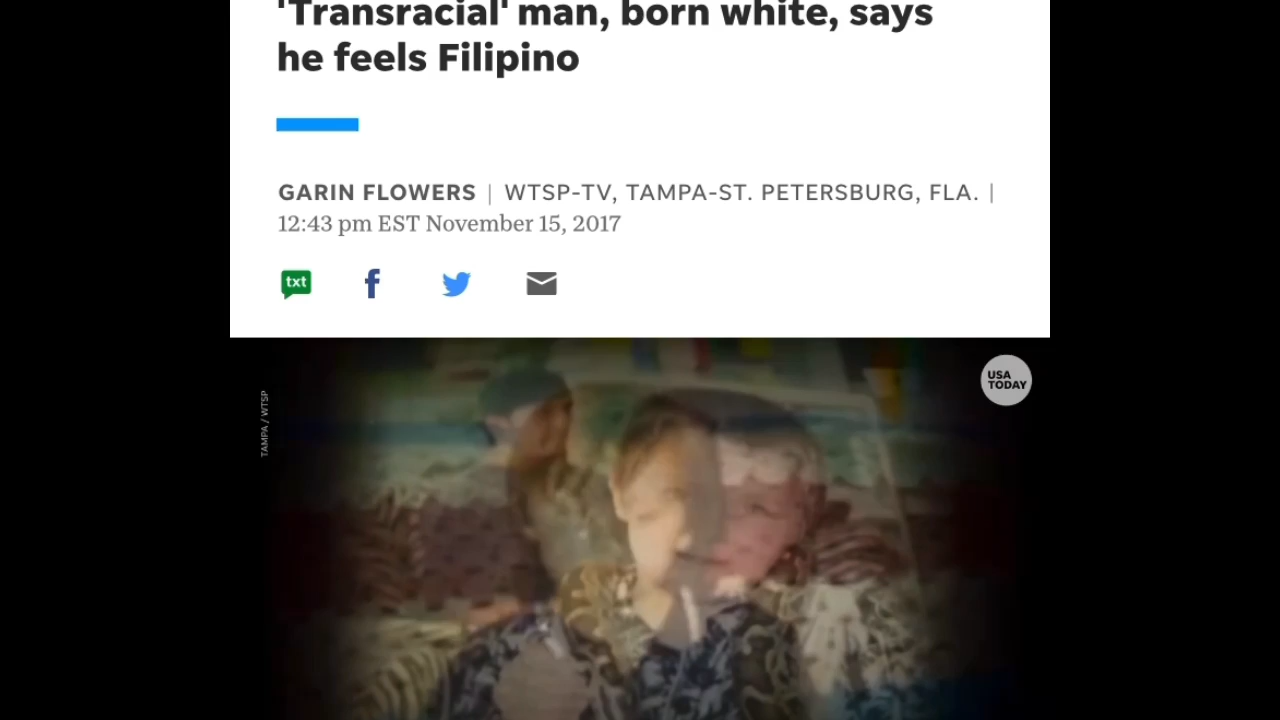 'Transracial' man, born white, says
he feels Filipino
GARIN FLOWERS | WTSP-TV, TAMPA-ST. PETERSBURG, FLA. |
12:43 pm EST November 15, 2017
txt
f
USA
TODAY
TAMPA / WTSP